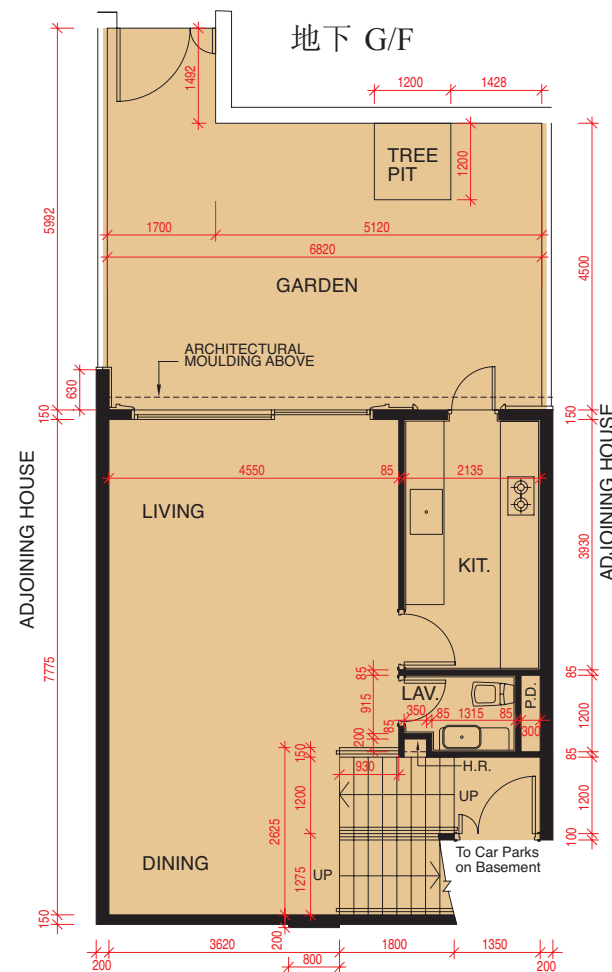 地下 G/F
1200
1428
1492
TREE
PIT
1200
5992
1700
5120
6820
4500
GARDEN
ARCHITECTURAL
MOULDING ABOVE
630
150
150
ADJOINING HOUSE
ADJOINING HOUSE
4550
85
2135
LIVING
KIT.
3930
7775
85
85
LAV.
P.D.
915
350
85
1315
85
1200
300
200
85
150
H.R.
85
930
UP
1200
1200
2625
100
To Car Parks
on Basement
DINING
UP
1275
150
200
3620
1800
1350
200
800
200